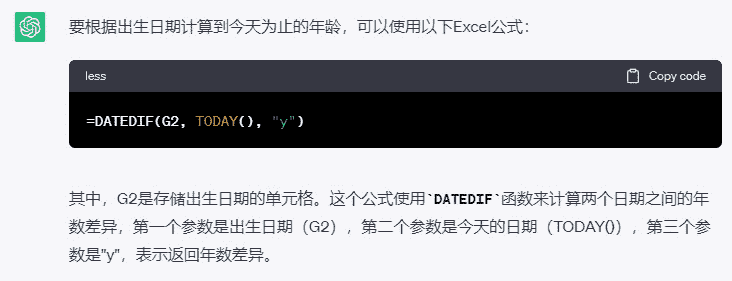 要根据出生日期计算到今天为止的年龄，可以使用以下Excel公式：
less Copy code
=DATEDIF(G2, TODAY(), "y")
其中，G2是存储出生日期的单元格。这个公式使用`DATEDIF`函数来计算两个日期之间的年
数差异，第一个参数是出生日期（G2），第二个参数是今天的日期（TODAY()），第三个参
数是"y"，表示返回年数差异。